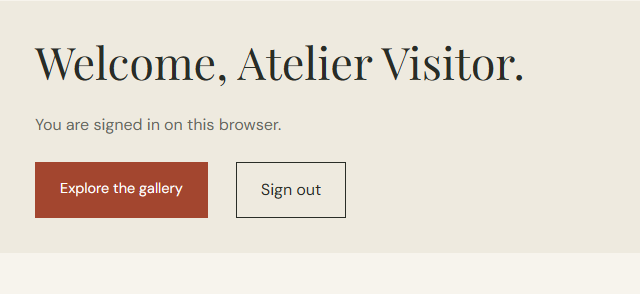 Welcome, Atelier Visitor.
You are signed in on this browser.
Explore the gallery
Sign out